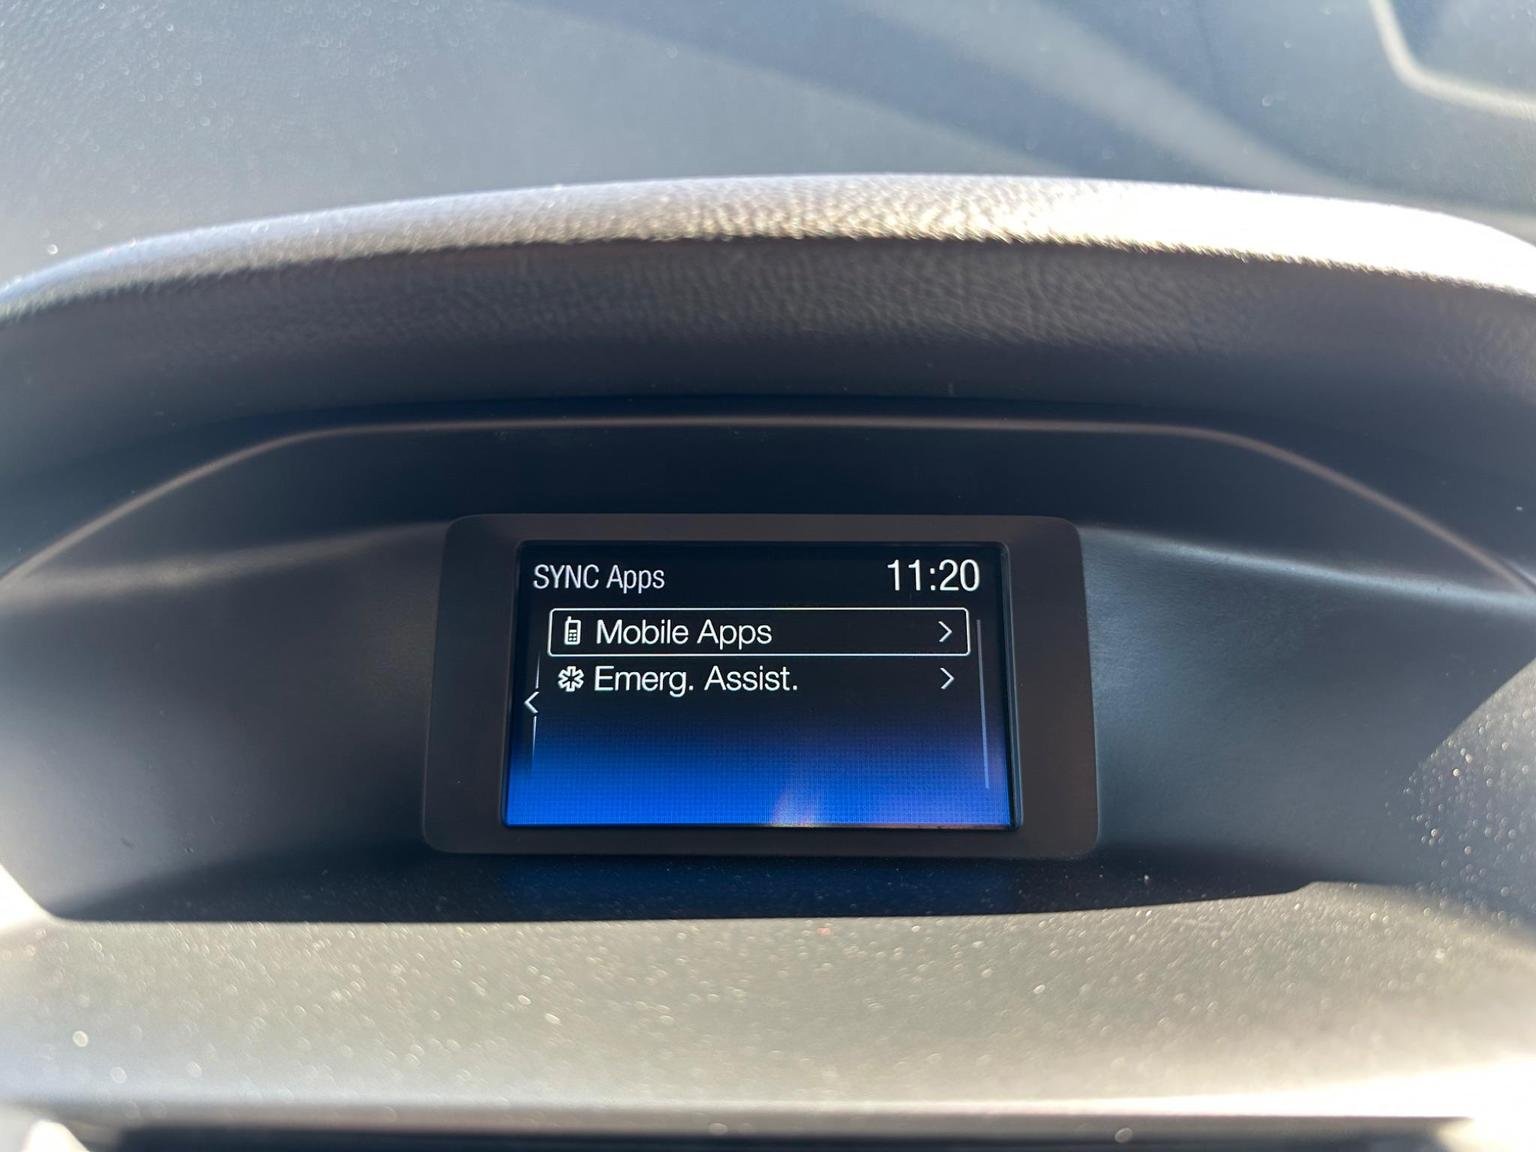 SYNC Apps 11:20
Mobile Apps
Emerg. Assist.